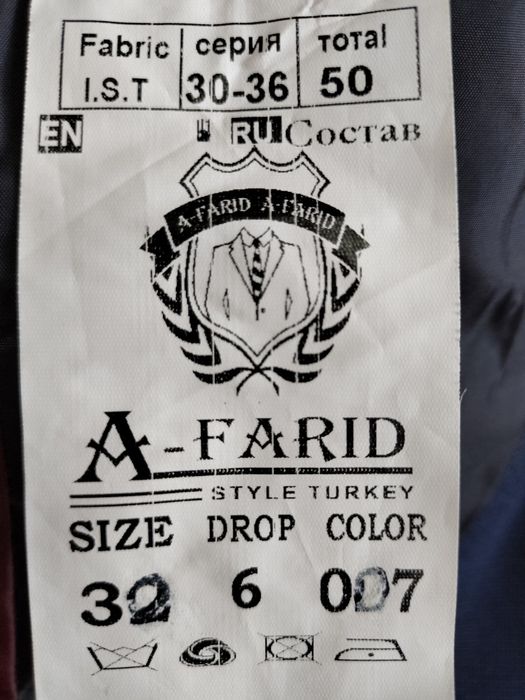 Fabric серия тотаl
I.S.T 30-36 50
EN RU Состав
A-FARID A-FARID
A-FARID
STYLE TURKEY
SIZE DROP COLOR
32 6 007